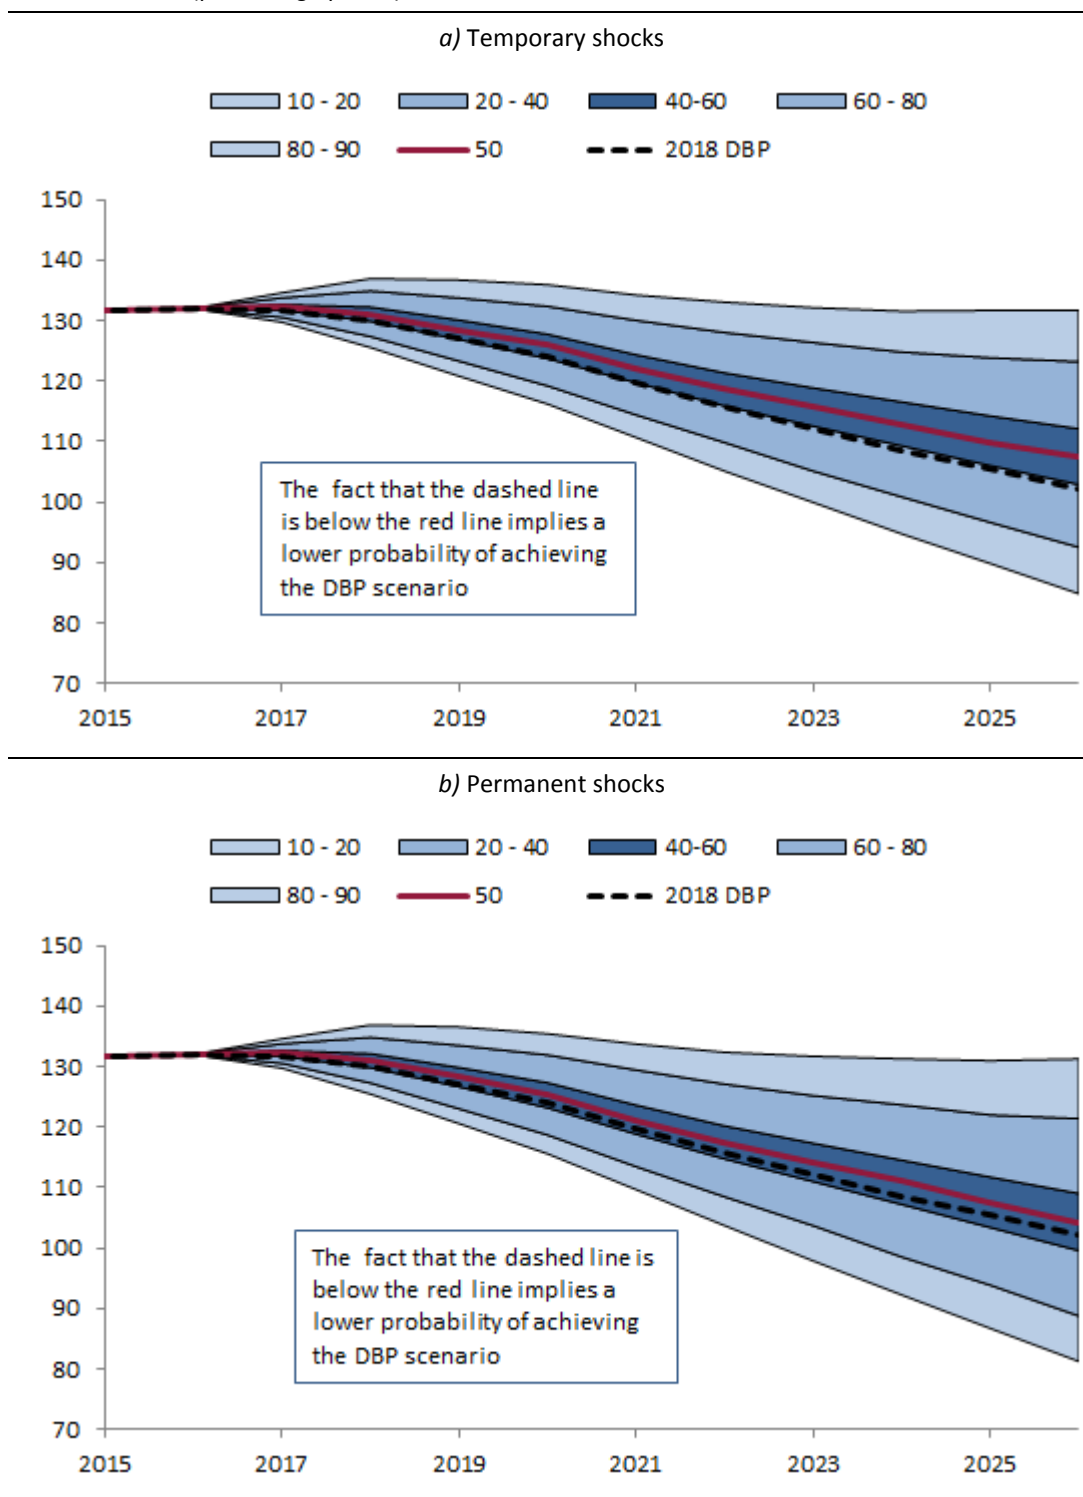 a) Temporary shocks
10 - 20 20 - 40 40-60 60 - 80
80 - 90 50 2018 DBP
150
140
130
120
110
100
90
80
70
The fact that the dashed line
is below the red line implies a
lower probability of achieving
the DBP scenario
2015 2017 2019 2021 2023 2025
b) Permanent shocks
10 - 20 20 - 40 40-60 60 - 80
80 - 90 50 2018 DBP
150
140
130
120
110
100
90
80
70
The fact that the dashed line is
below the red line implies a
lower probability of achieving
the DBP scenario
2015 2017 2019 2021 2023 2025